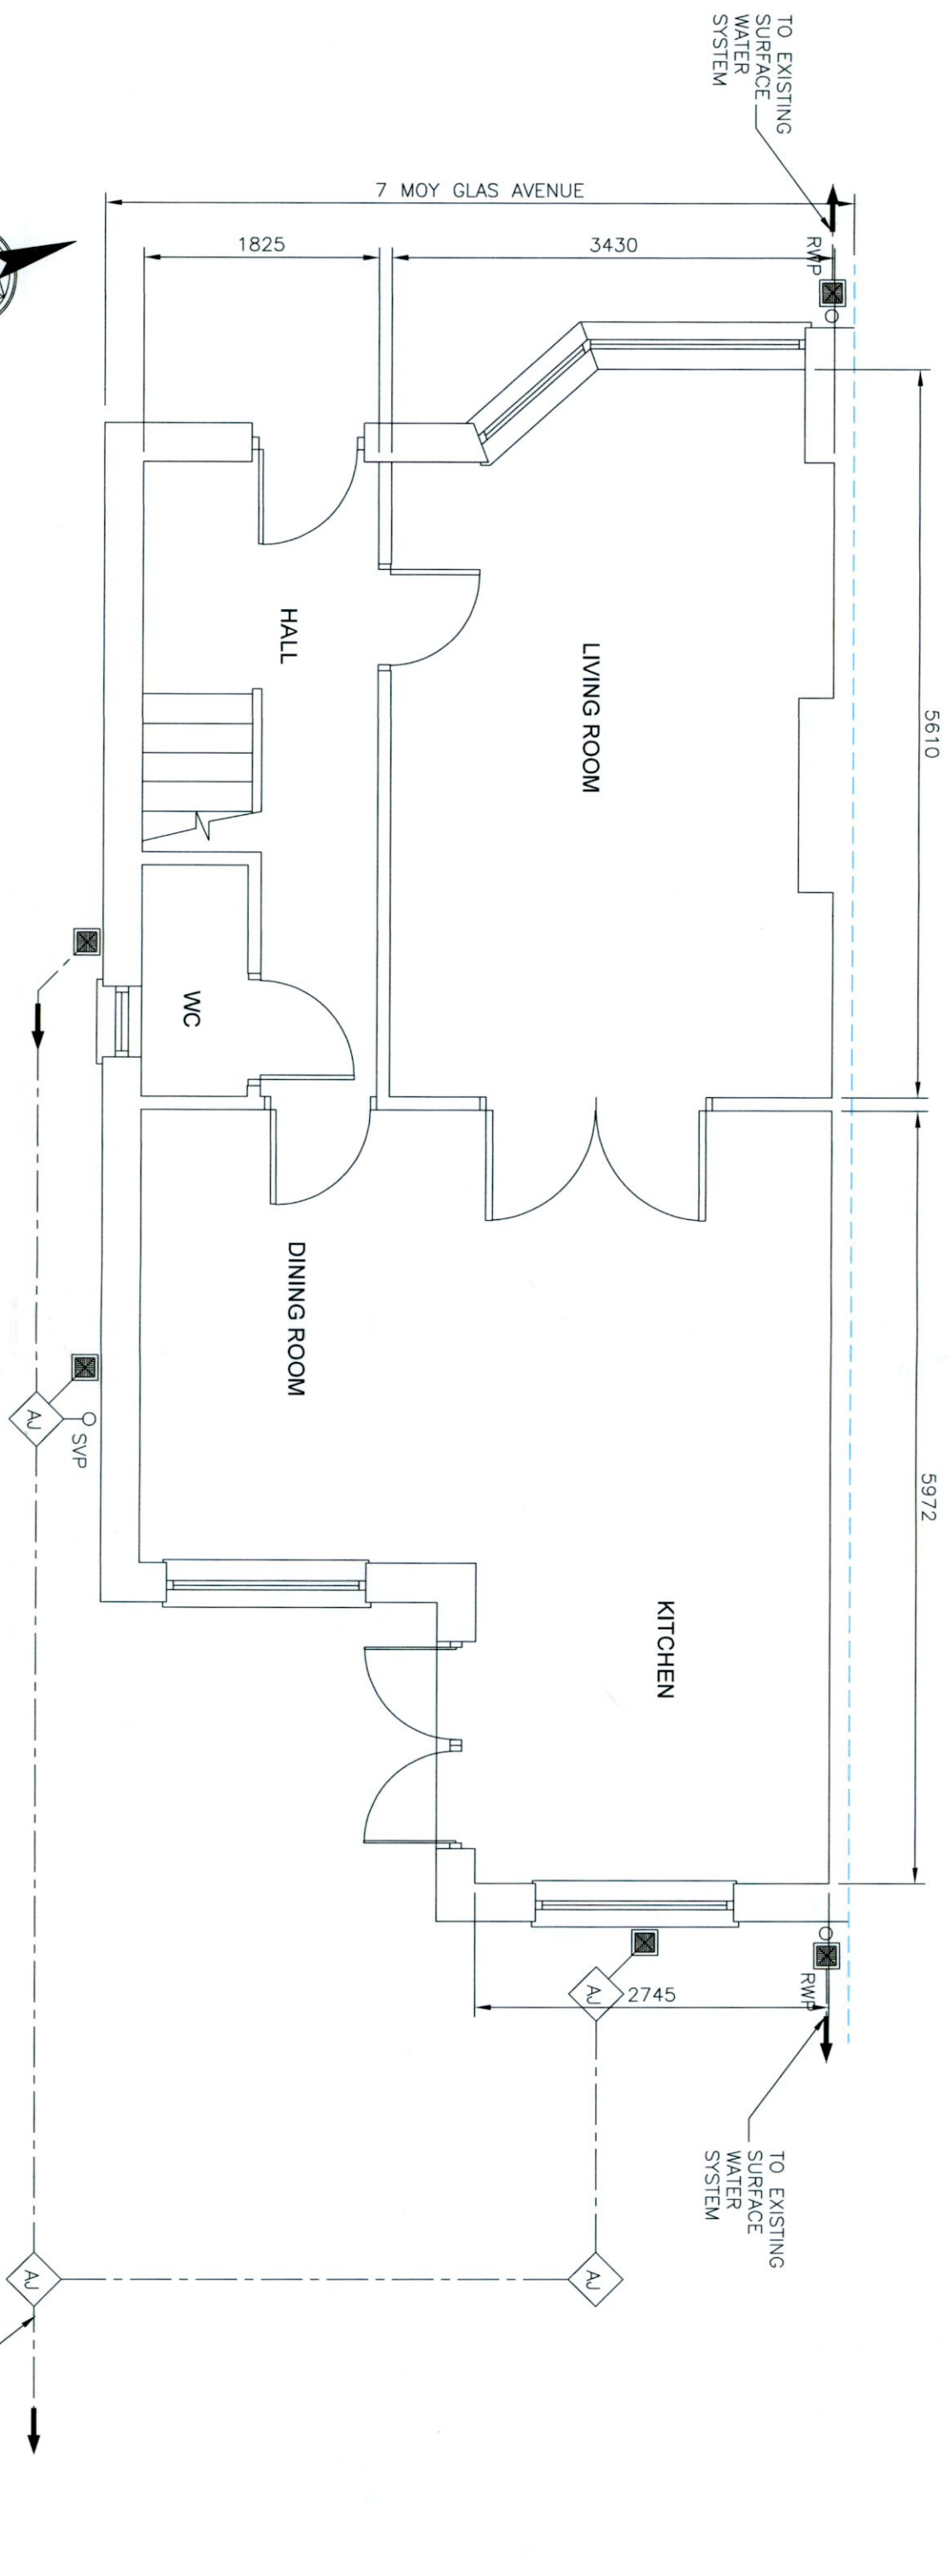 TO EXISTING
SURFACE
WATER
SYSTEM
7 MOY GLAS AVENUE
1825
3430
RWP
5610
HALL
LIVING ROOM
WC
DINING ROOM
5972
KITCHEN
AJ
SVP
AJ
2745
RWP
TO EXISTING
SURFACE
WATER
SYSTEM
AJ
AJ